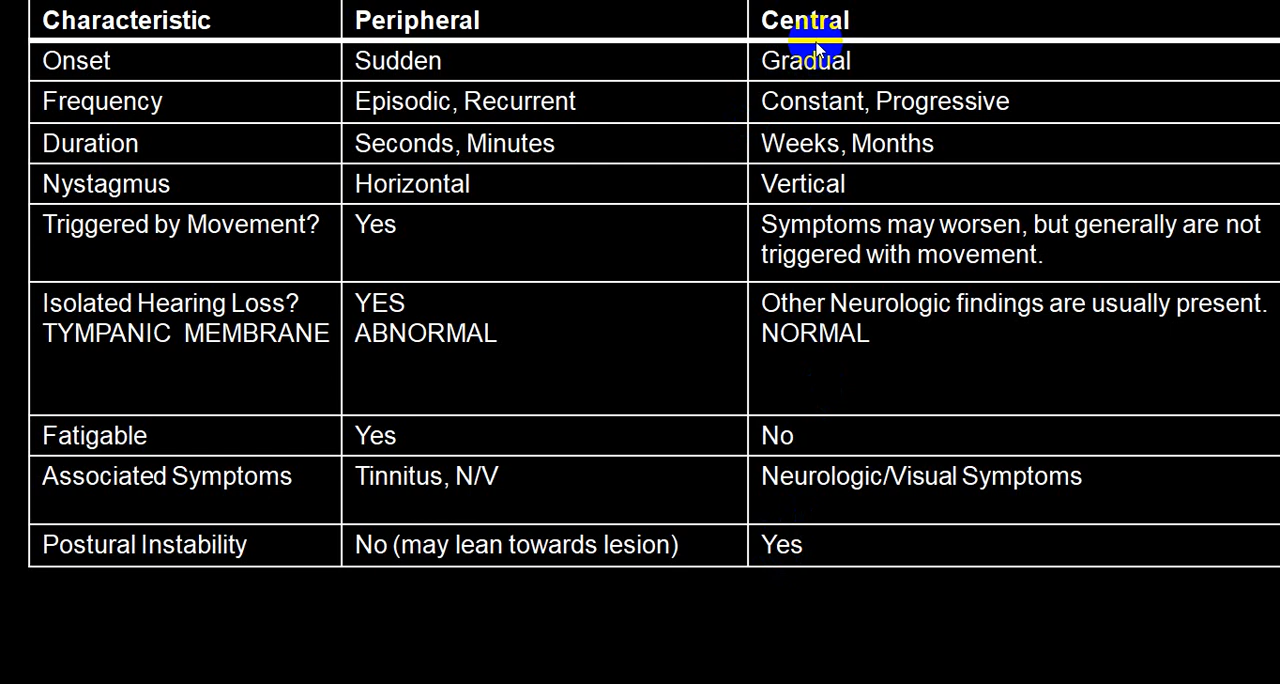 Characteristic Peripheral Central
Onset Sudden Gradual
Frequency Episodic, Recurrent Constant, Progressive
Duration Seconds, Minutes Weeks, Months
Nystagmus Horizontal Vertical
Triggered by Movement? Yes Symptoms may worsen, but generally are not
triggered with movement.
Isolated Hearing Loss? YES Other Neurologic findings are usually present.
TYMPANIC MEMBRANE ABNORMAL NORMAL
Fatigable Yes No
Associated Symptoms Tinnitus, N/V Neurologic/Visual Symptoms
Postural Instability No (may lean towards lesion) Yes